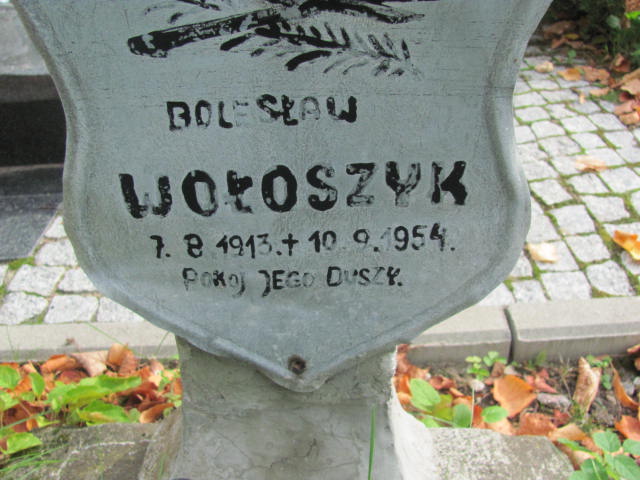 BOLESŁAW
WOŁOSZYK
7.8.1913.+10.9.1954.
POKOJ JEGO DUSZY.